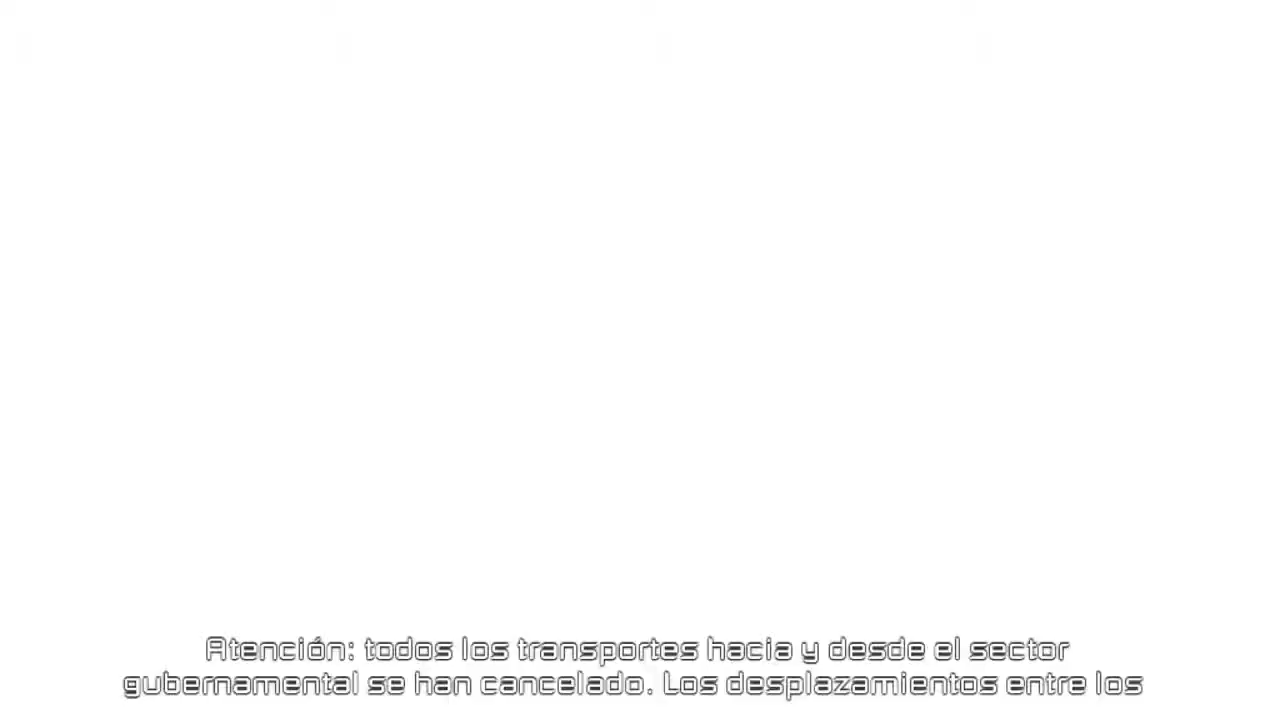 Atención: todos los transportes hacia y desde el sector
gubernamental se han cancelado. Los desplazamientos entre los